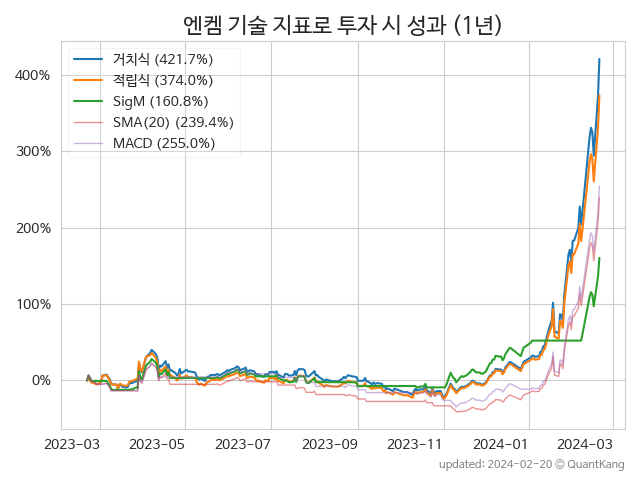 엔켐 기술 지표로 투자 시 성과 (1년)
거치식 (421.7%)
적립식 (374.0%)
SigM (160.8%)
SMA(20) (239.4%)
MACD (255.0%)
400%
300%
200%
100%
0%
2023-03 2023-05 2023-07 2023-09 2023-11 2024-01 2024-03
updated: 2024-02-20 @ QuantKang